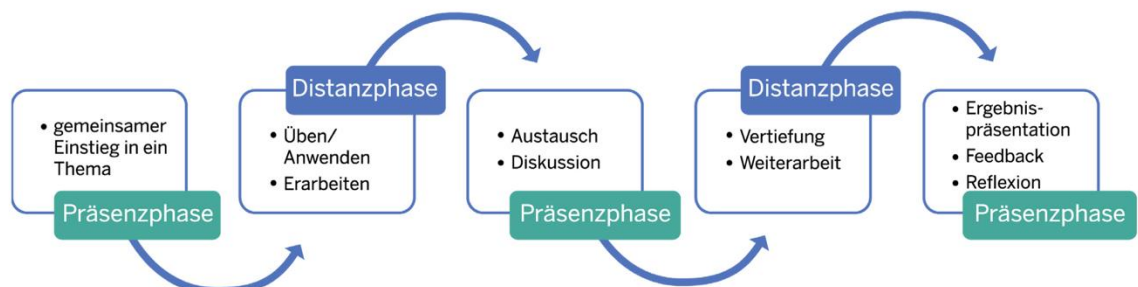 • gemeinsamer
Einstieg in ein
Thema
Präsenzphase
Distanzphase
• Üben/
Anwenden
• Erarbeiten
• Austausch
• Diskussion
Präsenzphase
Distanzphase
• Vertiefung
• Weiterarbeit
• Ergebnis-
präsentation
• Feedback
• Reflexion
Präsenzphase